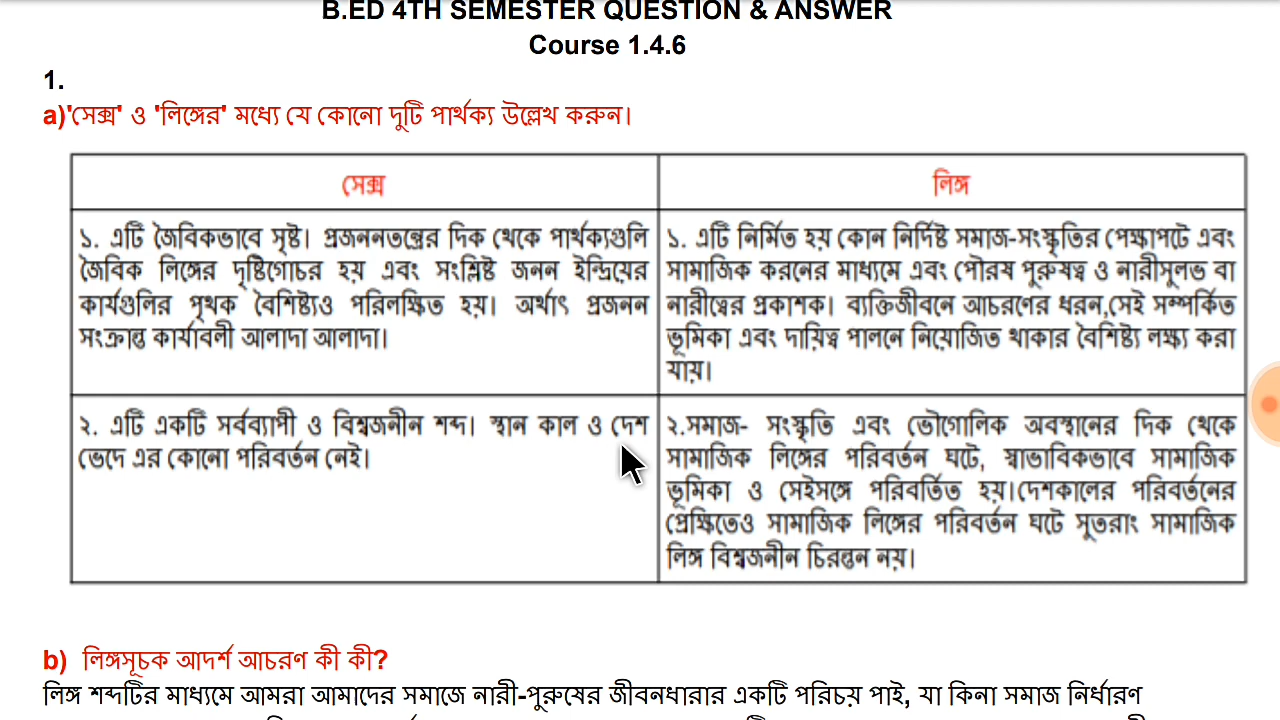 B.ED 4TH SEMESTER QUESTION & ANSWER
Course 1.4.6
1.
a)'সেক্স' ও 'লিঙ্গের' মধ্যে যে কোনো দুটি পার্থক্য উল্লেখ করুন।
সেক্স
লিঙ্গ
১. এটি জৈবিকভাবে সৃষ্ট। প্রজননতন্ত্রের দিক থেকে পার্থক্যগুলি
জৈবিক লিঙ্গের দৃষ্টিগোচর হয় এবং সংশ্লিষ্ট জনন ইন্দ্রিয়ের
কার্যগুলির পৃথক বৈশিষ্ট্যও পরিলক্ষিত হয়। অর্থাৎ প্রজনন
সংক্রান্ত কার্যাবলী আলাদা আলাদা।
১. এটি নির্মিত হয় কোন নির্দিষ্ট সমাজ-সংস্কৃতির পেক্ষাপটে এবং
সামাজিক করনের মাধ্যমে এবং পৌরষ পুরুষত্ব ও নারীসুলভ বা
নারীত্বের প্রকাশক। ব্যক্তিজীবনে আচরণের ধরন,সেই সম্পর্কিত
ভূমিকা এবং দায়িত্ব পালনে নিয়োজিত থাকার বৈশিষ্ট্য লক্ষ্য করা
যায়।
২. এটি একটি সর্বব্যাপী ও বিশ্বজনীন শব্দ। স্থান কাল ও দেশ
ভেদে এর কোনো পরিবর্তন নেই।
২.সমাজ- সংস্কৃতি এবং ভৌগোলিক অবস্থানের দিক থেকে
সামাজিক লিঙ্গের পরিবর্তন ঘটে, স্বাভাবিকভাবে সামাজিক
ভূমিকা ও সেইসঙ্গে পরিবর্তিত হয়।দেশকালের পরিবর্তনের
প্রেক্ষিতেও সামাজিক লিঙ্গের পরিবর্তন ঘটে সুতরাং সামাজিক
লিঙ্গ বিশ্বজনীন চিরন্তন নয়।
b) লিঙ্গসূচক আদর্শ আচরণ কী কী?
লিঙ্গ শব্দটির মাধ্যমে আমরা আমাদের সমাজে নারী-পুরুষের জীবনধারার একটি পরিচয় পাই, যা কিনা সমাজ নির্ধারণ